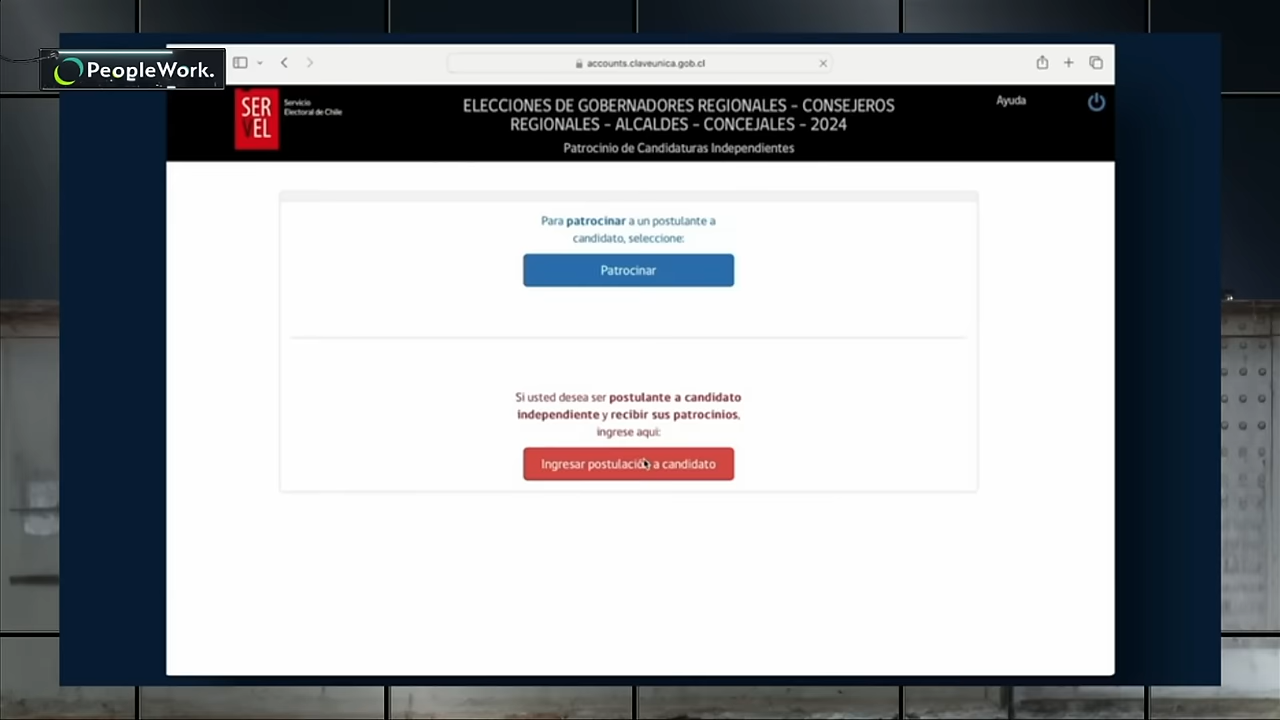 PeopleWork.
accounts.claveunica.gob.cl
SER
VEL
Servicio
Electoral de Chile
ELECCIONES DE GOBERNADORES REGIONALES - CONSEJEROS
REGIONALES - ALCALDES - CONCEJALES - 2024
Patrocinio de Candidaturas Independientes
Ayuda
Para patrocinar a un postulante a
candidato, seleccione:
Patrocinar
Si usted desea ser postulante a candidato
independiente y recibir sus patrocinios,
ingrese aquí:
Ingresar postulación a candidato